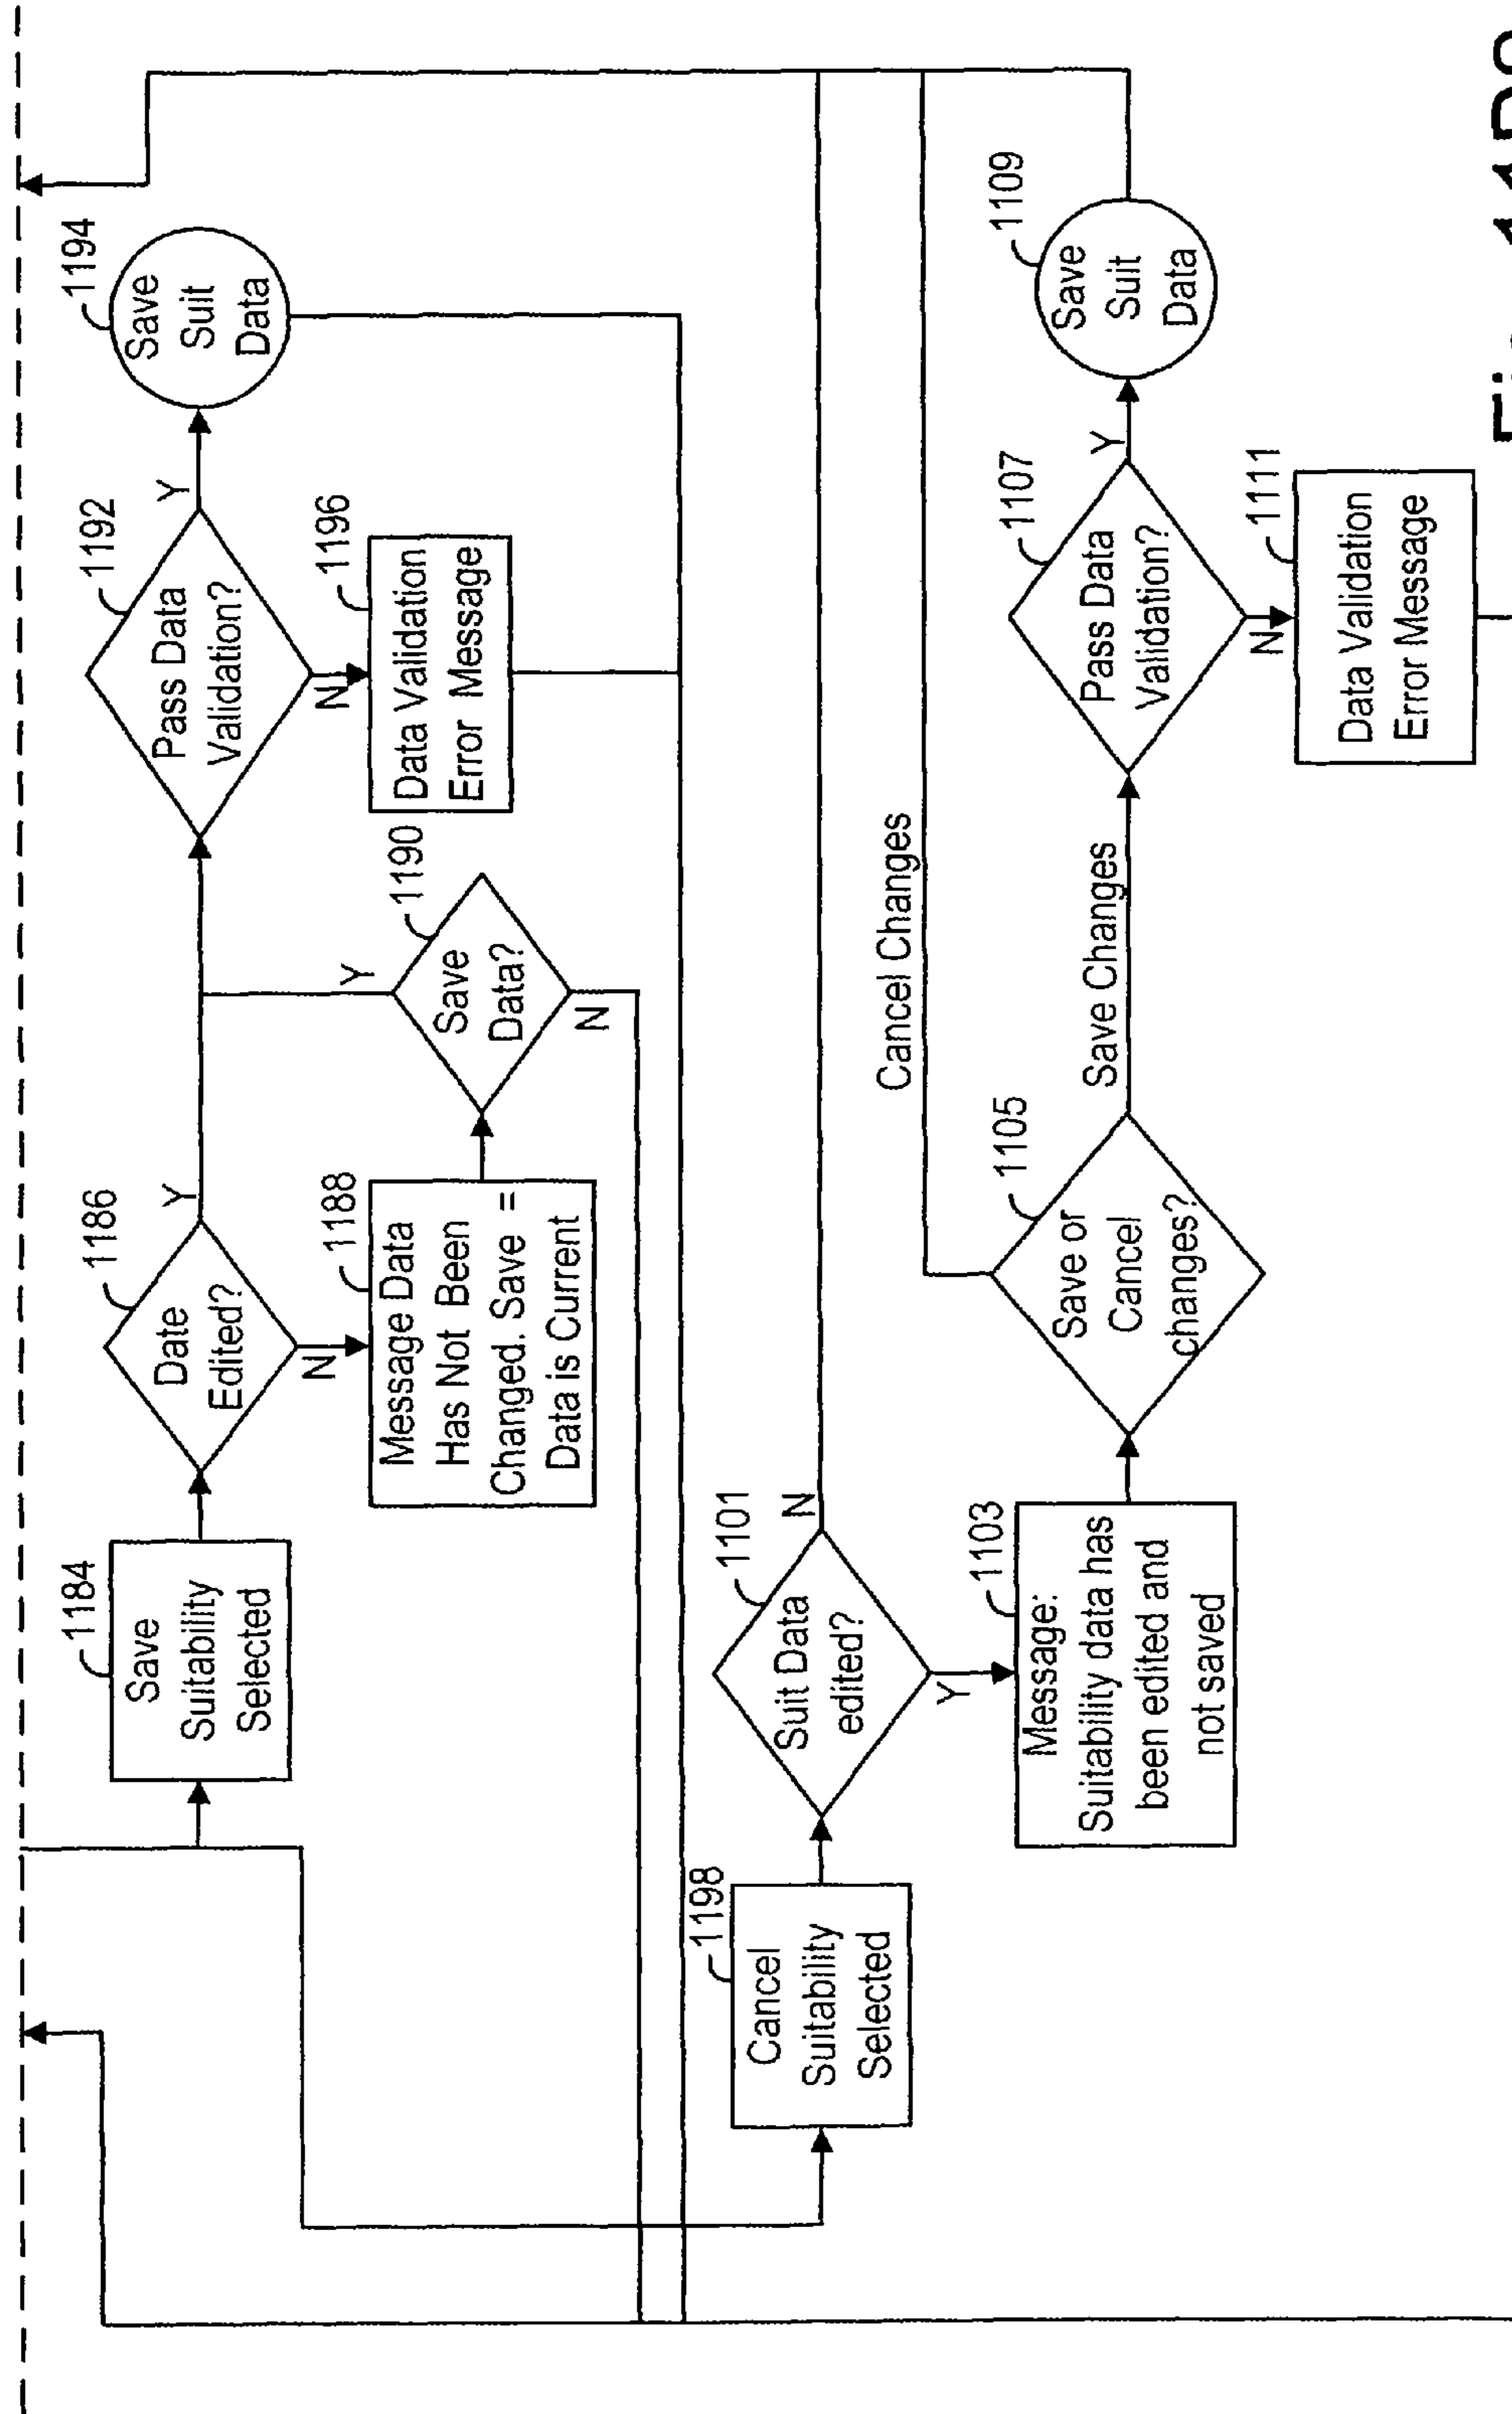 1184
Save
Suitability
Selected
1186
Date
Edited?
Y
N
1188
Message Data
Has Not Been
Changed. Save =
Data is Current
1190
Save
Data?
Y
N
1192
Pass Data
Validation?
Y
N
1194
Save
Suit
Data
1196
Data Validation
Error Message
1198
Cancel
Suitability
Selected
1101
Suit Data
edited?
N
Y
1103
Message:
Suitability data has
been edited and
not saved
1105
Save or
Cancel
changes?
Cancel Changes
Save Changes
1107
Pass Data
Validation?
Y
N
1109
Save
Suit
Data
1111
Data Validation
Error Message